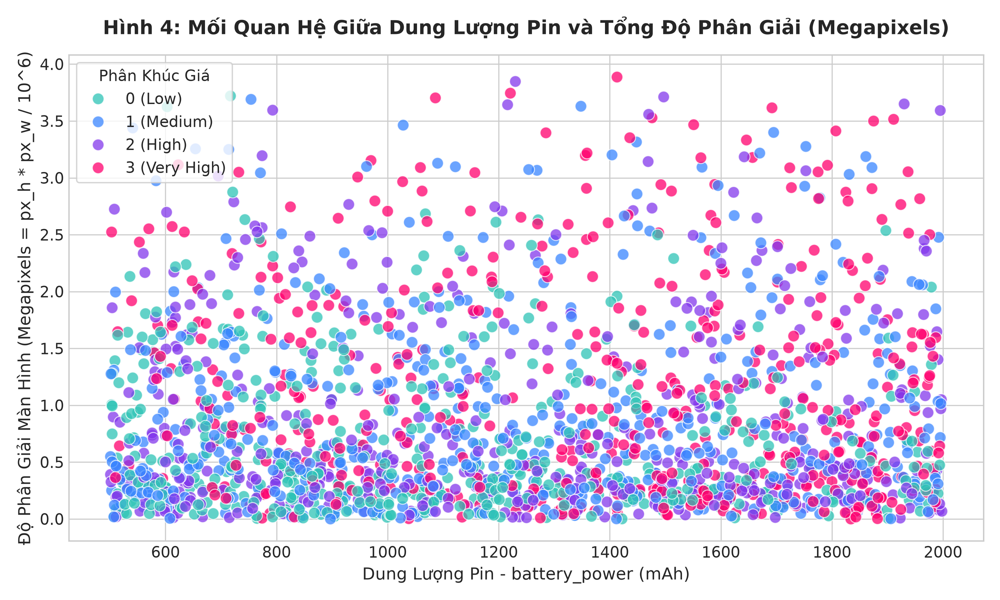 Hình 4: Mối Quan Hệ Giữa Dung Lượng Pin và Tổng Độ Phân Giải (Megapixels)
Độ Phân Giải Màn Hình (Megapixels = px_h * px_w / 10^6)
4.0
3.5
3.0
2.5
2.0
1.5
1.0
0.5
0.0
Phân Khúc Giá
0 (Low)
1 (Medium)
2 (High)
3 (Very High)
600 800 1000 1200 1400 1600 1800 2000
Dung Lượng Pin - battery_power (mAh)